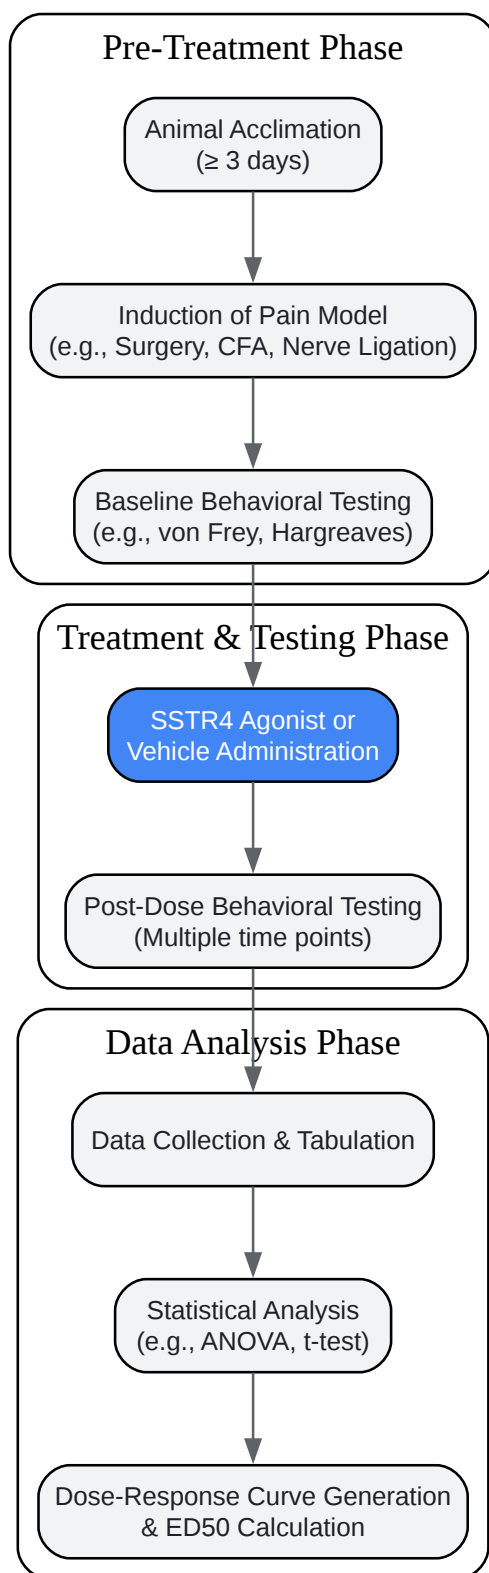 Pre-Treatment Phase
Animal Acclimation
(≥ 3 days)
Induction of Pain Model
(e.g., Surgery, CFA, Nerve Ligation)
Baseline Behavioral Testing
(e.g., von Frey, Hargreaves)
Treatment & Testing Phase
SSTR4 Agonist or
Vehicle Administration
Post-Dose Behavioral Testing
(Multiple time points)
Data Analysis Phase
Data Collection & Tabulation
Statistical Analysis
(e.g., ANOVA, t-test)
Dose-Response Curve Generation
& ED50 Calculation